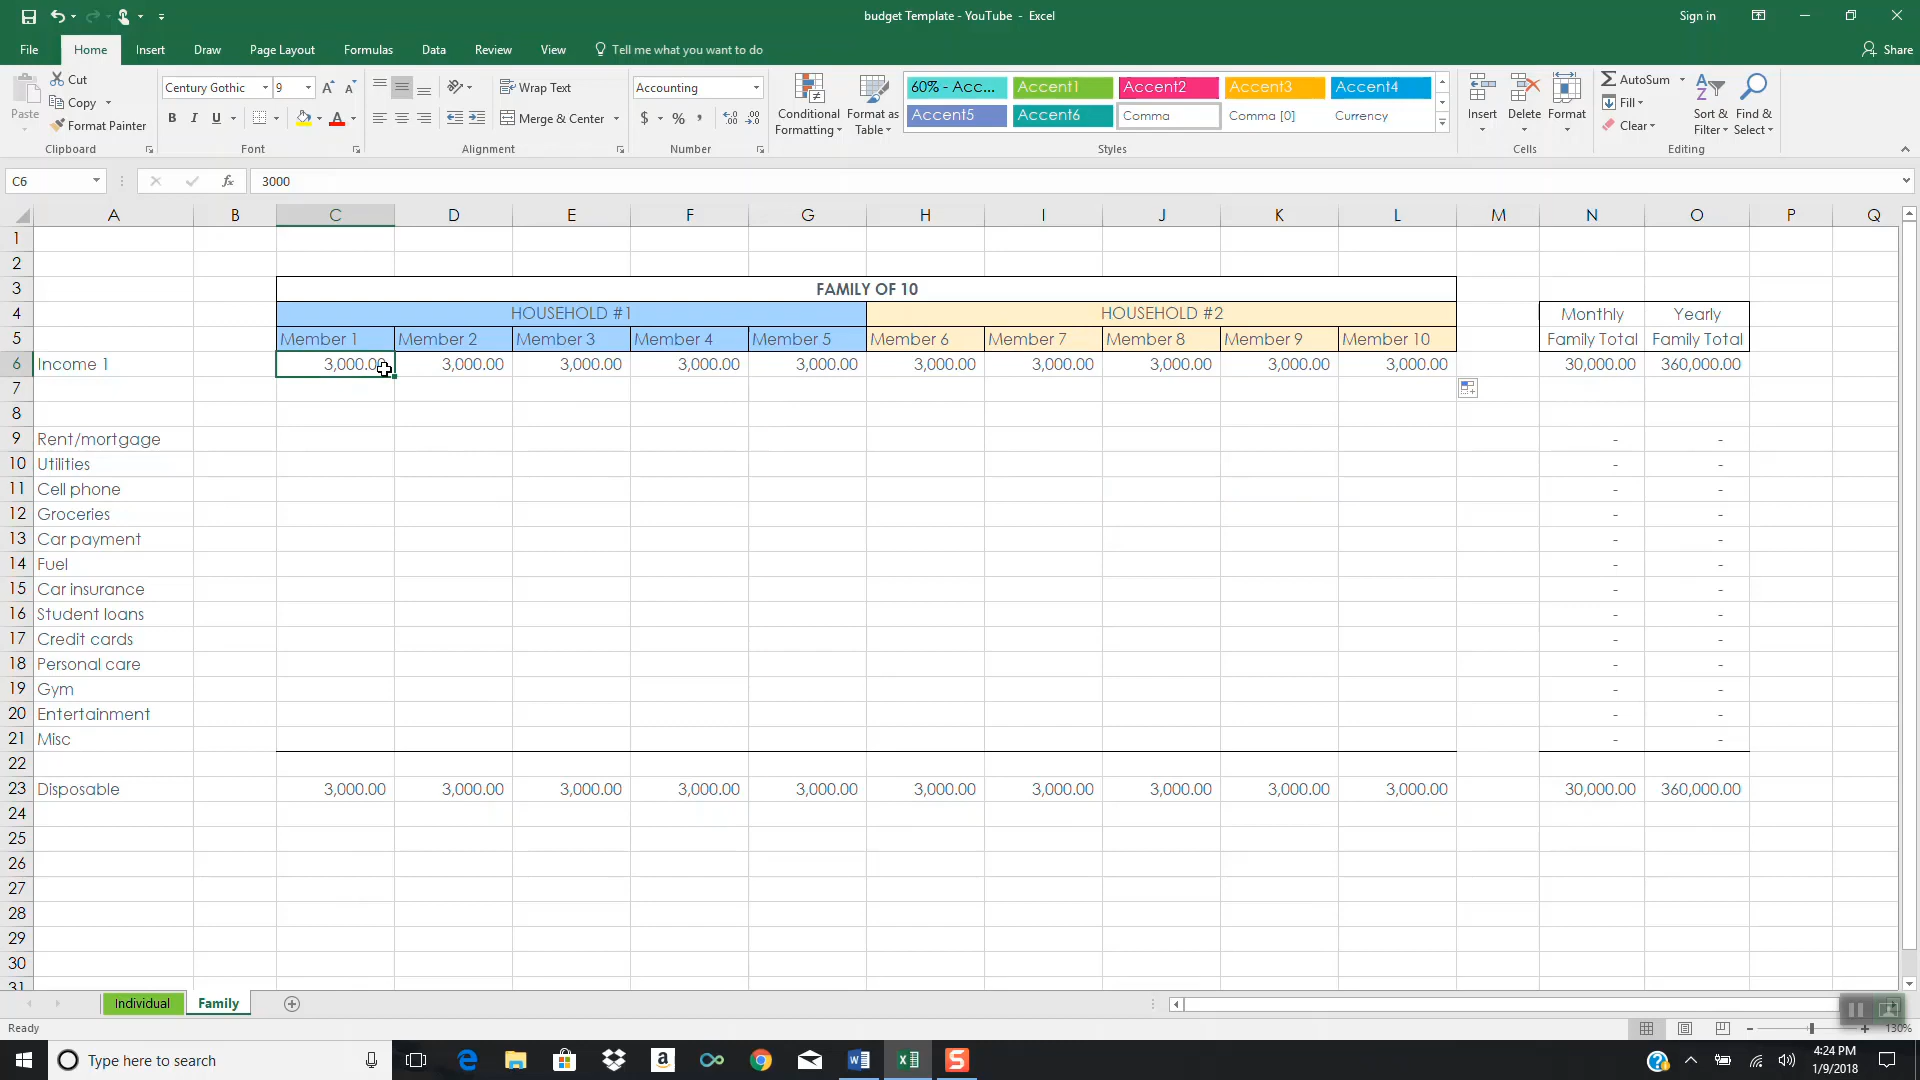 budget Template - YouTube - Excel
Sign in
File Home Insert Draw Page Layout Formulas Data Review View Tell me what you want to do Share
Paste Cut Copy Format Painter Clipboard
Century Gothic 9 B I U A A Font
Wrap Text Merge & Center Alignment
Accounting $ % Number
Conditional Formatting Format as Table
60% - Acc... Accent1 Accent2 Accent3 Accent4
Accent5 Accent6 Comma Comma [0] Currency
Styles
Insert Delete Format Cells
AutoSum Fill Clear Sort & Filter Find & Select Editing
C6 fx 3000
A B C D E F G H I J K L M N O P Q
1
2
3 FAMILY OF 10
4 HOUSEHOLD #1 HOUSEHOLD #2 Monthly Yearly
5 Member 1 Member 2 Member 3 Member 4 Member 5 Member 6 Member 7 Member 8 Member 9 Member 10 Family Total Family Total
6 Income 1 3,000.00 3,000.00 3,000.00 3,000.00 3,000.00 3,000.00 3,000.00 3,000.00 3,000.00 3,000.00 30,000.00 360,000.00
7
8
9 Rent/mortgage - -
10 Utilities - -
11 Cell phone - -
12 Groceries - -
13 Car payment - -
14 Fuel - -
15 Car insurance - -
16 Student loans - -
17 Credit cards - -
18 Personal care - -
19 Gym - -
20 Entertainment - -
21 Misc - -
22
23 Disposable 3,000.00 3,000.00 3,000.00 3,000.00 3,000.00 3,000.00 3,000.00 3,000.00 3,000.00 3,000.00 30,000.00 360,000.00
24
25
26
27
28
29
30
31
Individual Family
Ready 130%
Type here to search
4:24 PM
1/9/2018